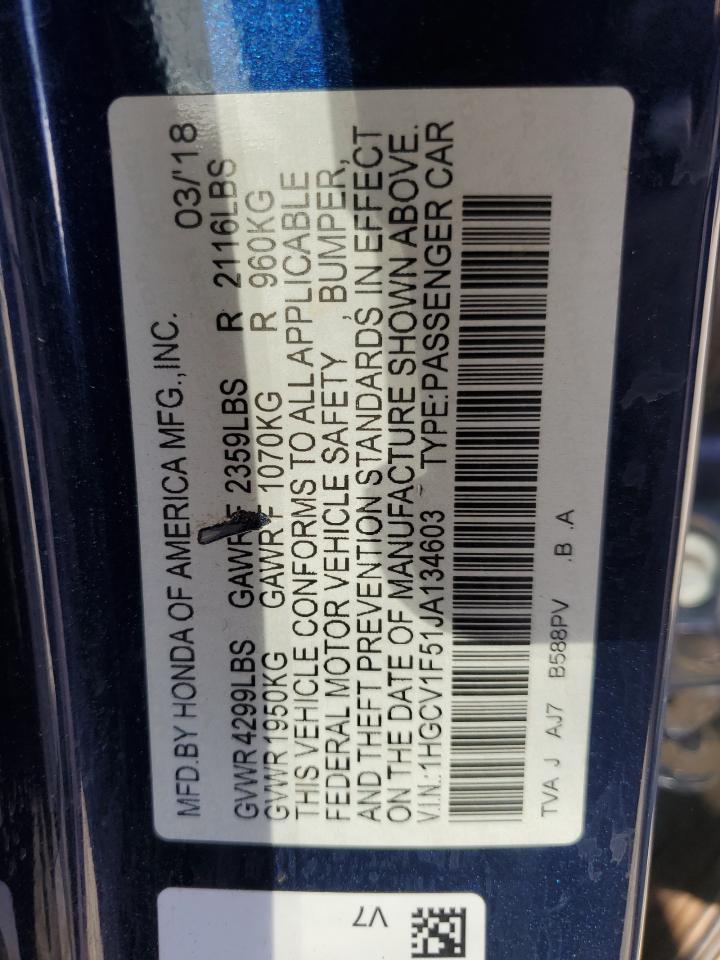 MFD.BY HONDA OF AMERICA MFG.,INC. 03/'18
GVWR 4299LBS GAWR F 2359LBS R 2116LBS
GVWR 1950KG GAWR F 1070KG R 960KG
THIS VEHICLE CONFORMS TO ALL APPLICABLE
FEDERAL MOTOR VEHICLE SAFETY , BUMPER,
AND THEFT PREVENTION STANDARDS IN EFFECT
ON THE DATE OF MANUFACTURE SHOWN ABOVE.
V.I.N.:1HGCV1F51JA134603 TYPE:PASSENGER CAR
TVA J AJ7 B588PV .B .A
V7